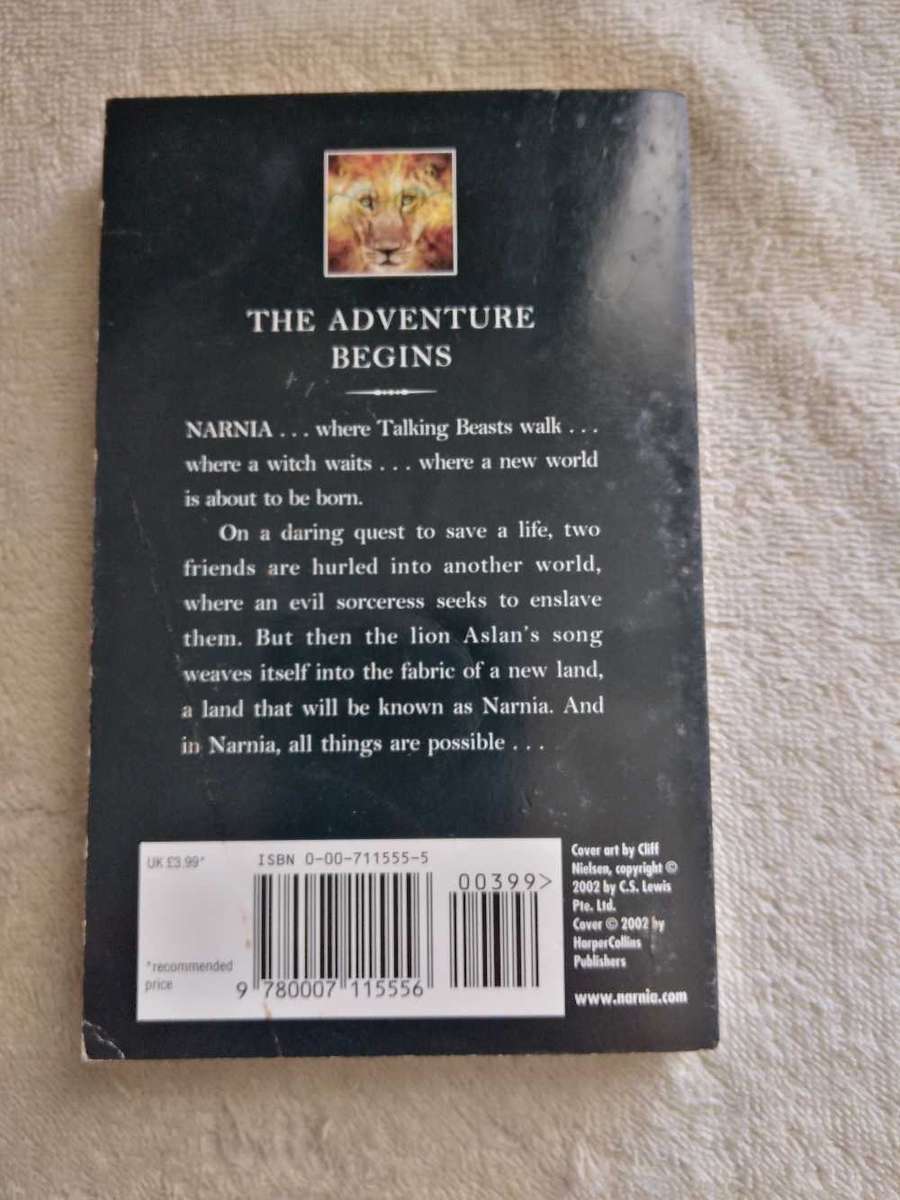 THE ADVENTURE
BEGINS
NARNIA . . . where Talking Beasts walk . . .
where a witch waits . . . where a new world
is about to be born.
On a daring quest to save a life, two
friends are hurled into another world,
where an evil sorceress seeks to enslave
them. But then the lion Aslan's song
weaves itself into the fabric of a new land,
a land that will be known as Narnia. And
in Narnia, all things are possible . . .
UK £3.99*
ISBN 0-00-711555-5
00399>
*recommended
price
9 780007 115556
Cover art by Cliff
Nielsen, copyright ©
2002 by C.S. Lewis
Pte. Ltd.
Cover © 2002 by
HarperCollins
Publishers
www.narnia.com